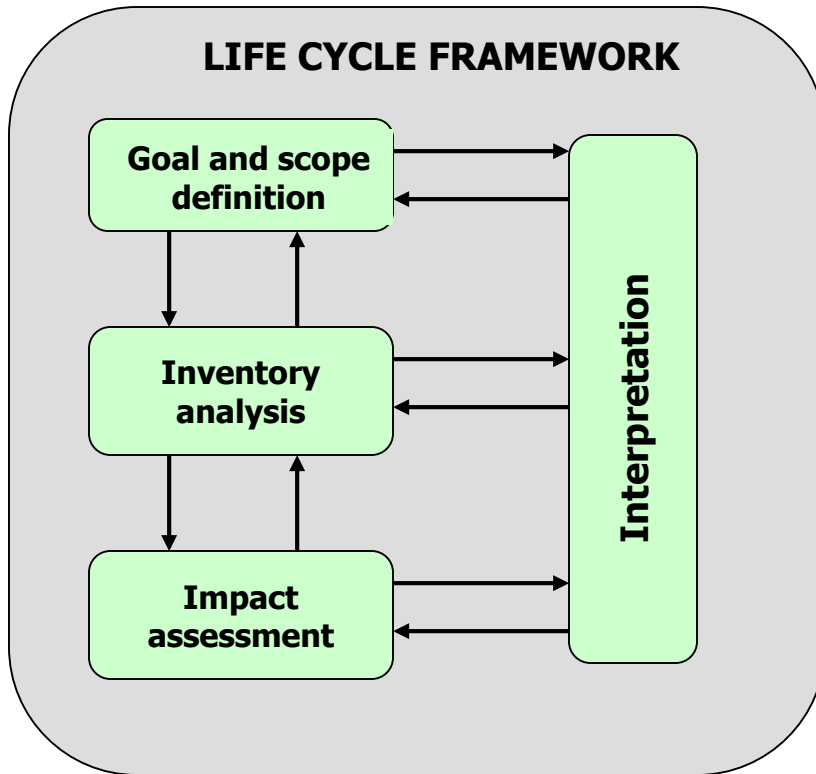 LIFE CYCLE FRAMEWORK
Goal and scope
definition
Inventory
analysis
Impact
assessment
Interpretation